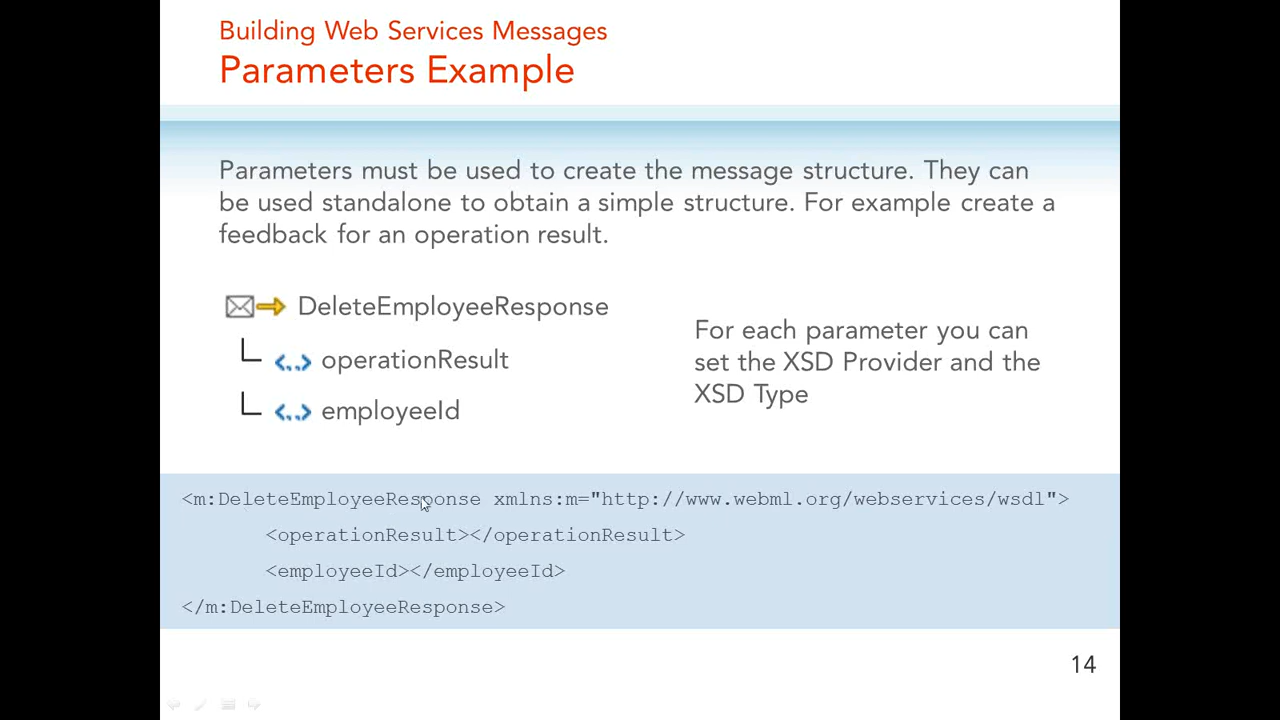 Building Web Services Messages
Parameters Example
Parameters must be used to create the message structure. They can
be used standalone to obtain a simple structure. For example create a
feedback for an operation result.
DeleteEmployeeResponse
operationResult
employeeId
For each parameter you can
set the XSD Provider and the
XSD Type
<m:DeleteEmployeeResponse xmlns:m="http://www.webml.org/webservices/wsdl">
<operationResult></operationResult>
<employeeId></employeeId>
</m:DeleteEmployeeResponse>
14